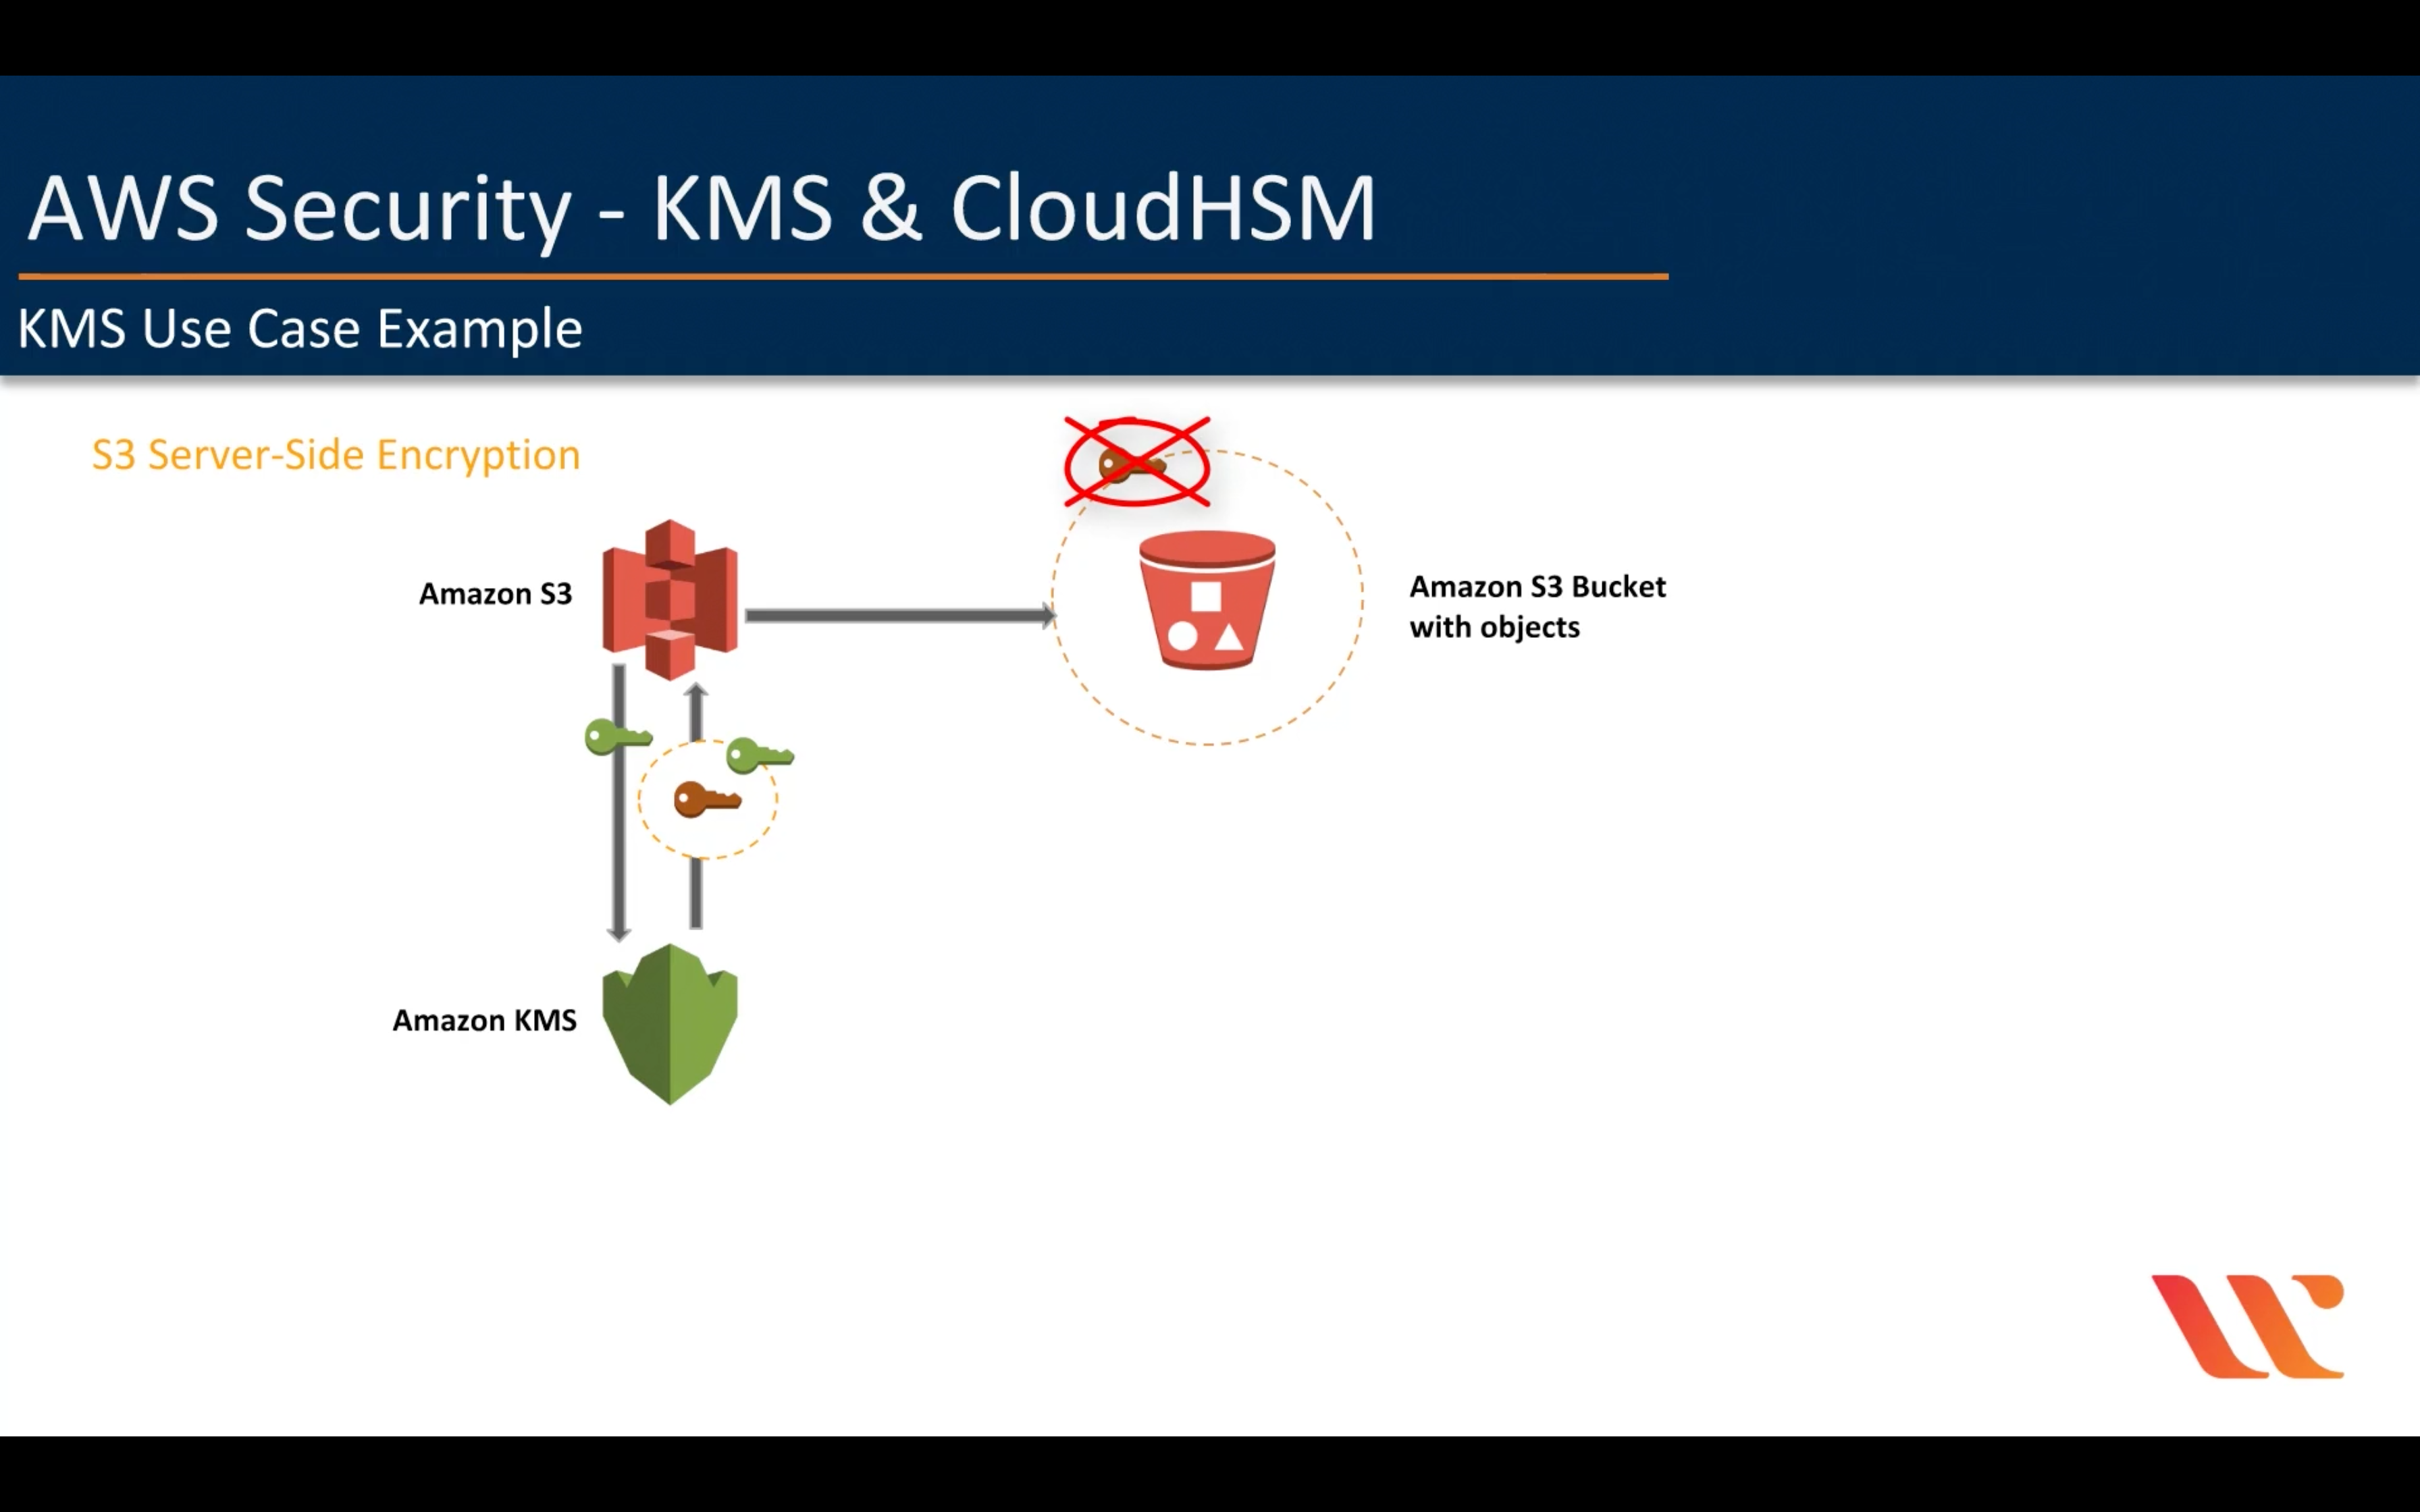 AWS Security - KMS & CloudHSM
KMS Use Case Example
S3 Server-Side Encryption
Amazon S3
Amazon S3 Bucket
with objects
Amazon KMS